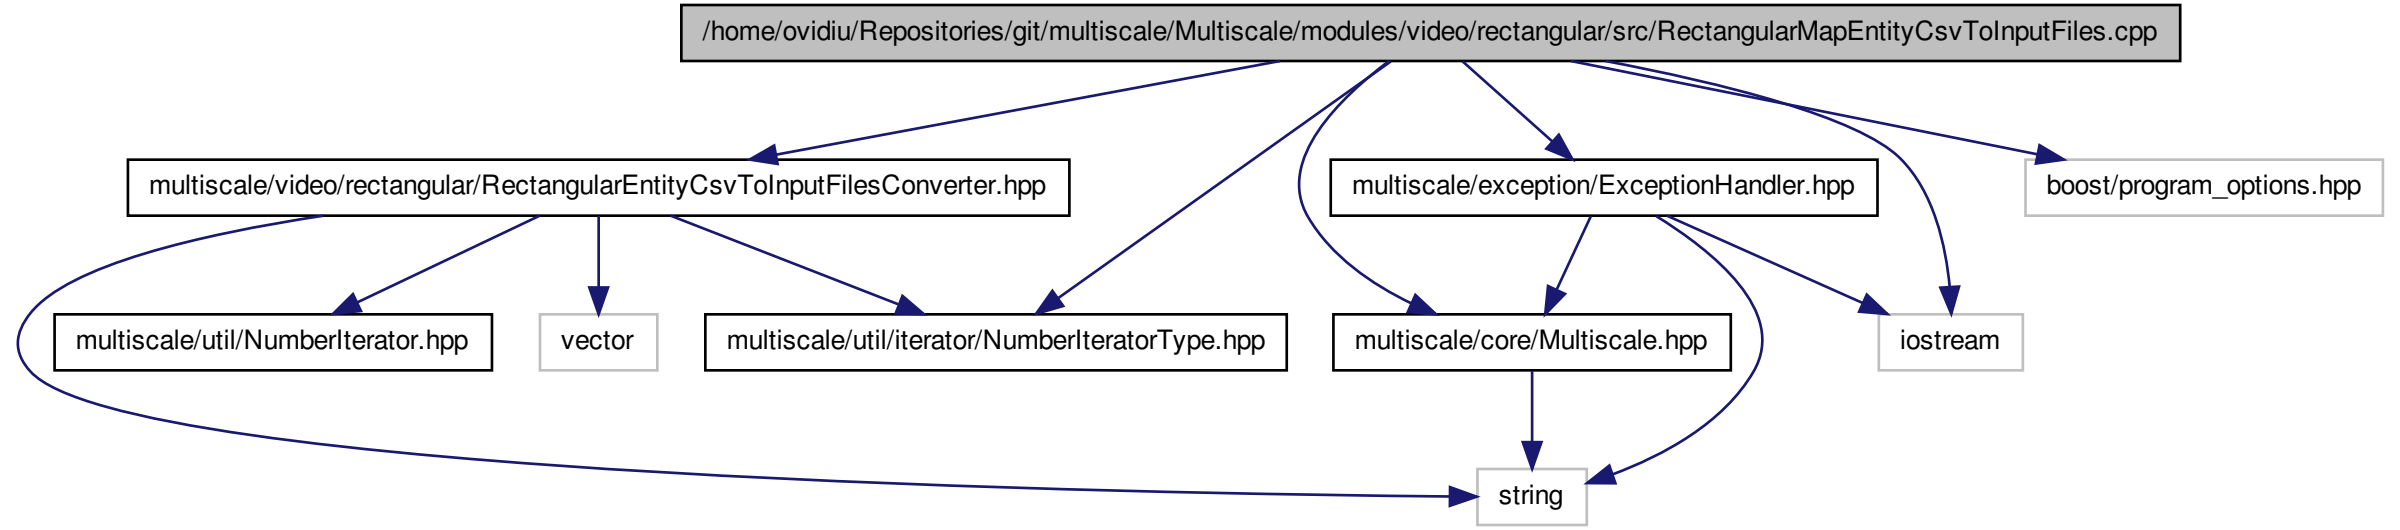 /home/ovidiu/Repositories/git/multiscale/Multiscale/modules/video/rectangular/src/RectangularMapEntityCsvToInputFiles.cpp
multiscale/video/rectangular/RectangularEntityCsvToInputFilesConverter.hpp
multiscale/exception/ExceptionHandler.hpp
boost/program_options.hpp
multiscale/util/NumberIterator.hpp
vector
multiscale/util/iterator/NumberIteratorType.hpp
multiscale/core/Multiscale.hpp
iostream
string